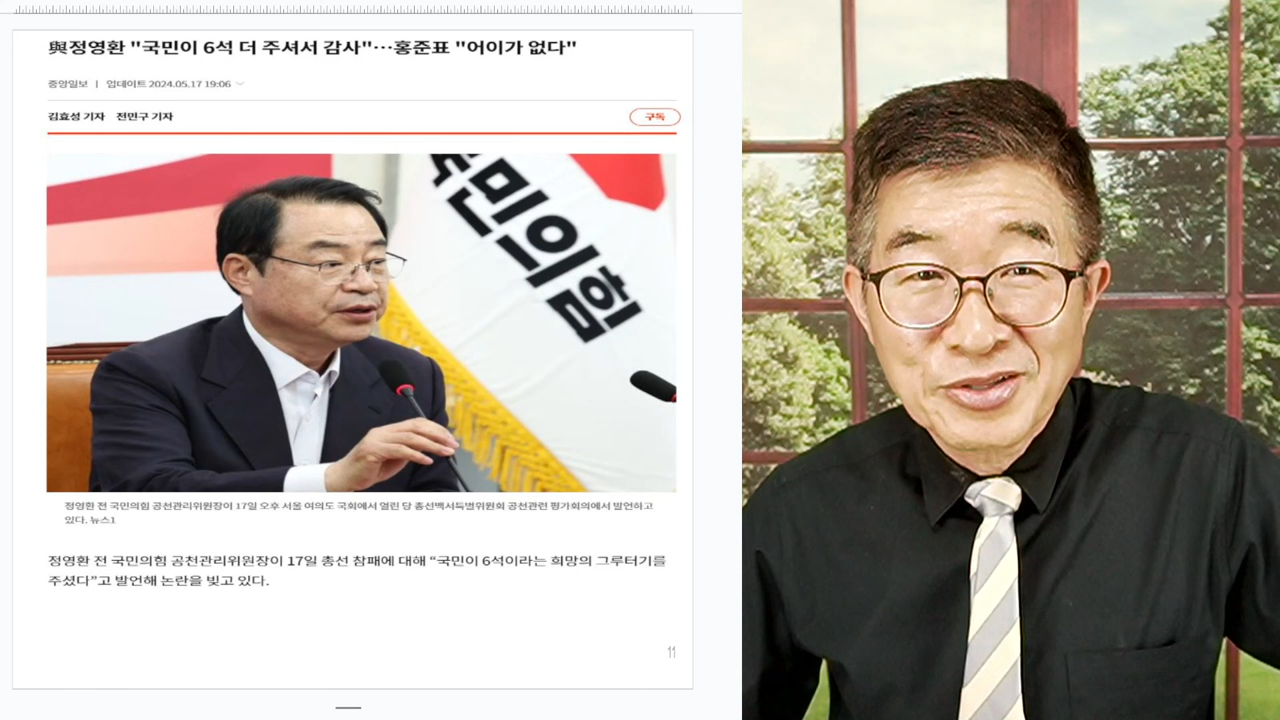 與정영환 "국민이 6석 더 주셔서 감사"…홍준표 "어이가 없다"
중앙일보 | 업데이트 2024.05.17 19:06
김효성 기자 전민구 기자
구독
국민의힘
정영환 전 국민의힘 공천관리위원장이 17일 오후 서울 여의도 국회에서 열린 당 총선백서특별위원회 공천관련 평가회의에서 발언하고
있다. 뉴스1
정영환 전 국민의힘 공천관리위원장이 17일 총선 참패에 대해 “국민이 6석이라는 희망의 그루터기를
주셨다”고 발언해 논란을 빚고 있다.
11